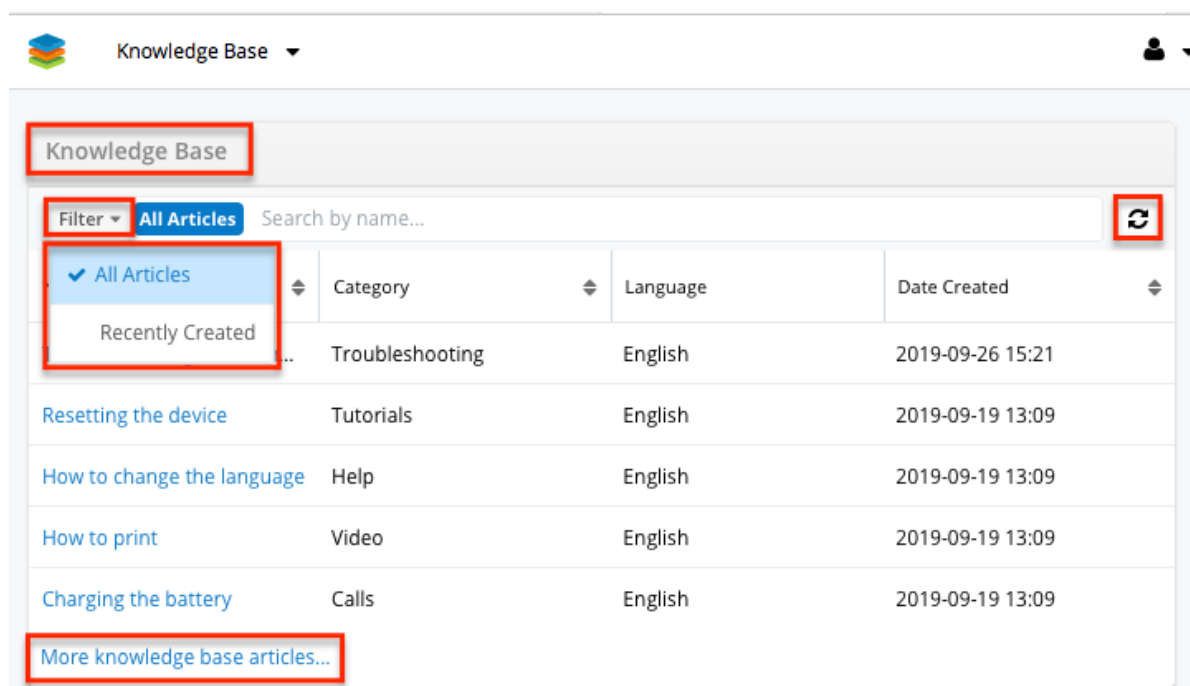 Knowledge Base
Knowledge Base
Filter All Articles Search by name...
All Articles
Recently Created
Category Language Date Created
... Troubleshooting English 2019-09-26 15:21
Resetting the device Tutorials English 2019-09-19 13:09
How to change the language Help English 2019-09-19 13:09
How to print Video English 2019-09-19 13:09
Charging the battery Calls English 2019-09-19 13:09
More knowledge base articles...